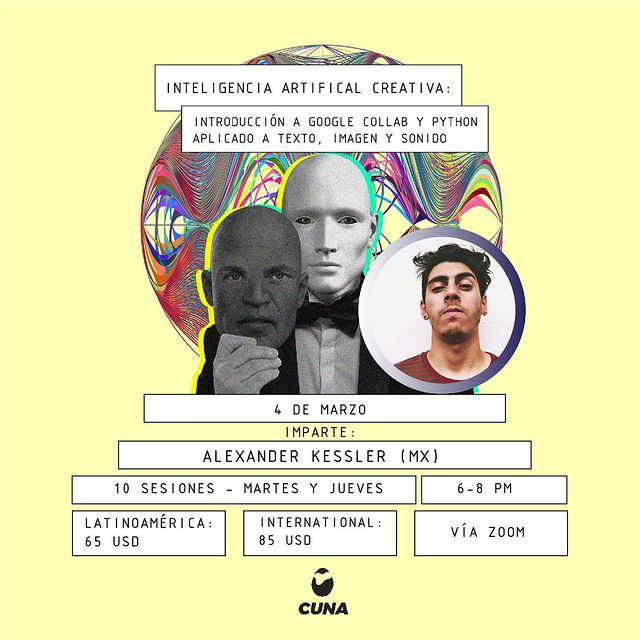 INTELIGENCIA ARTIFICAL CREATIVA:
INTRODUCCIÓN A GOOGLE COLLAB Y PYTHON
APLICADO A TEXTO, IMAGEN Y SONIDO
4 DE MARZO
IMPARTE:
ALEXANDER KESSLER (MX)
10 SESIONES - MARTES Y JUEVES
6-8 PM
LATINOAMÉRICA:
65 USD
INTERNATIONAL:
85 USD
VÍA ZOOM
CUNA